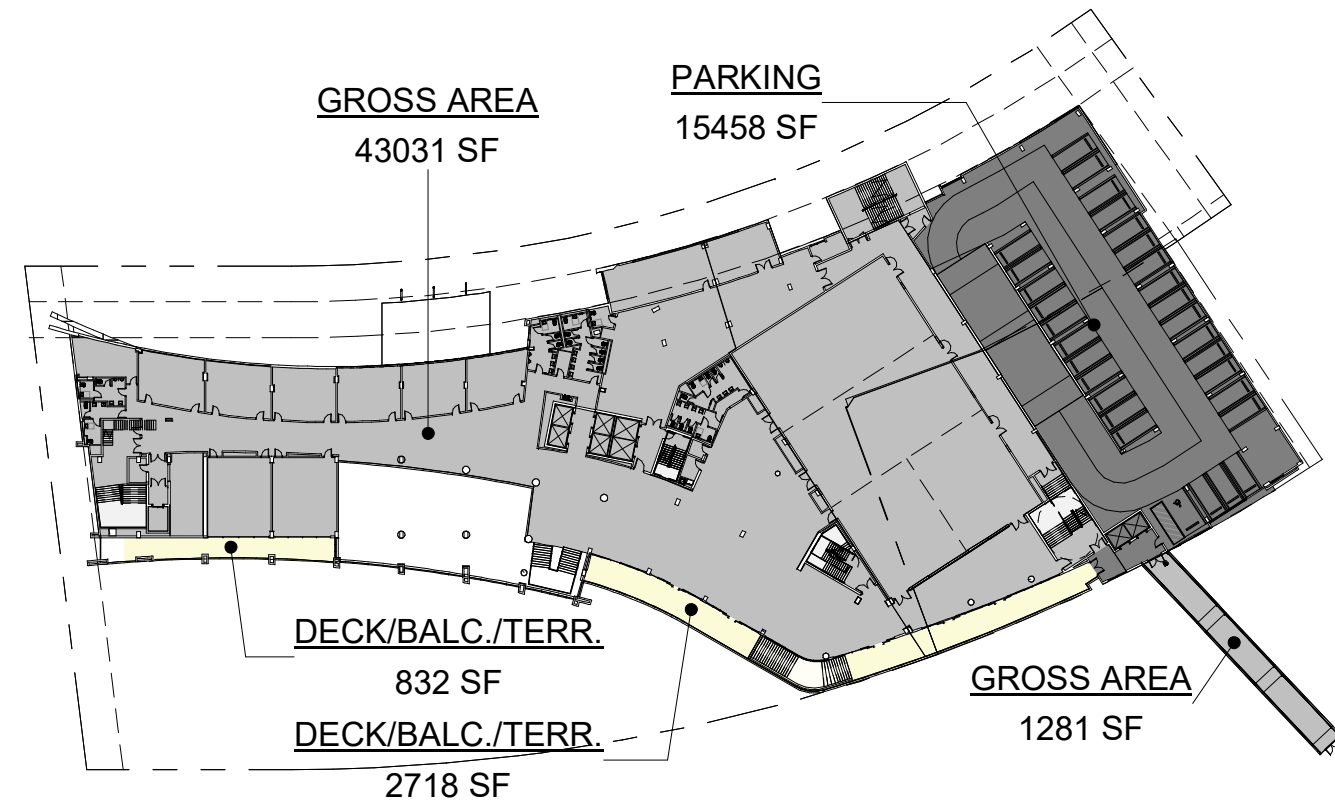 GROSS AREA
43031 SF
PARKING
15458 SF
DECK/BALC./TERR.
832 SF
DECK/BALC./TERR.
2718 SF
GROSS AREA
1281 SF